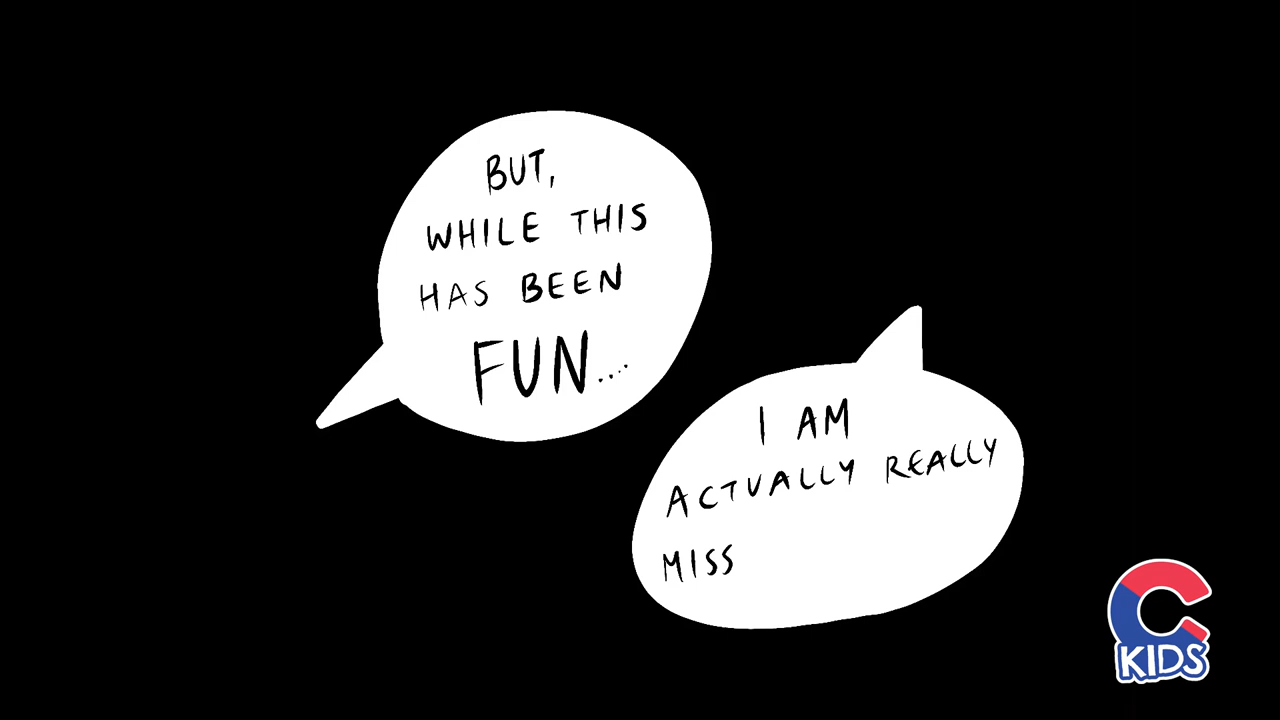 BUT,
WHILE THIS
HAS BEEN
FUN....
I AM
ACTUALLY REALLY
MISS
C
KIDS